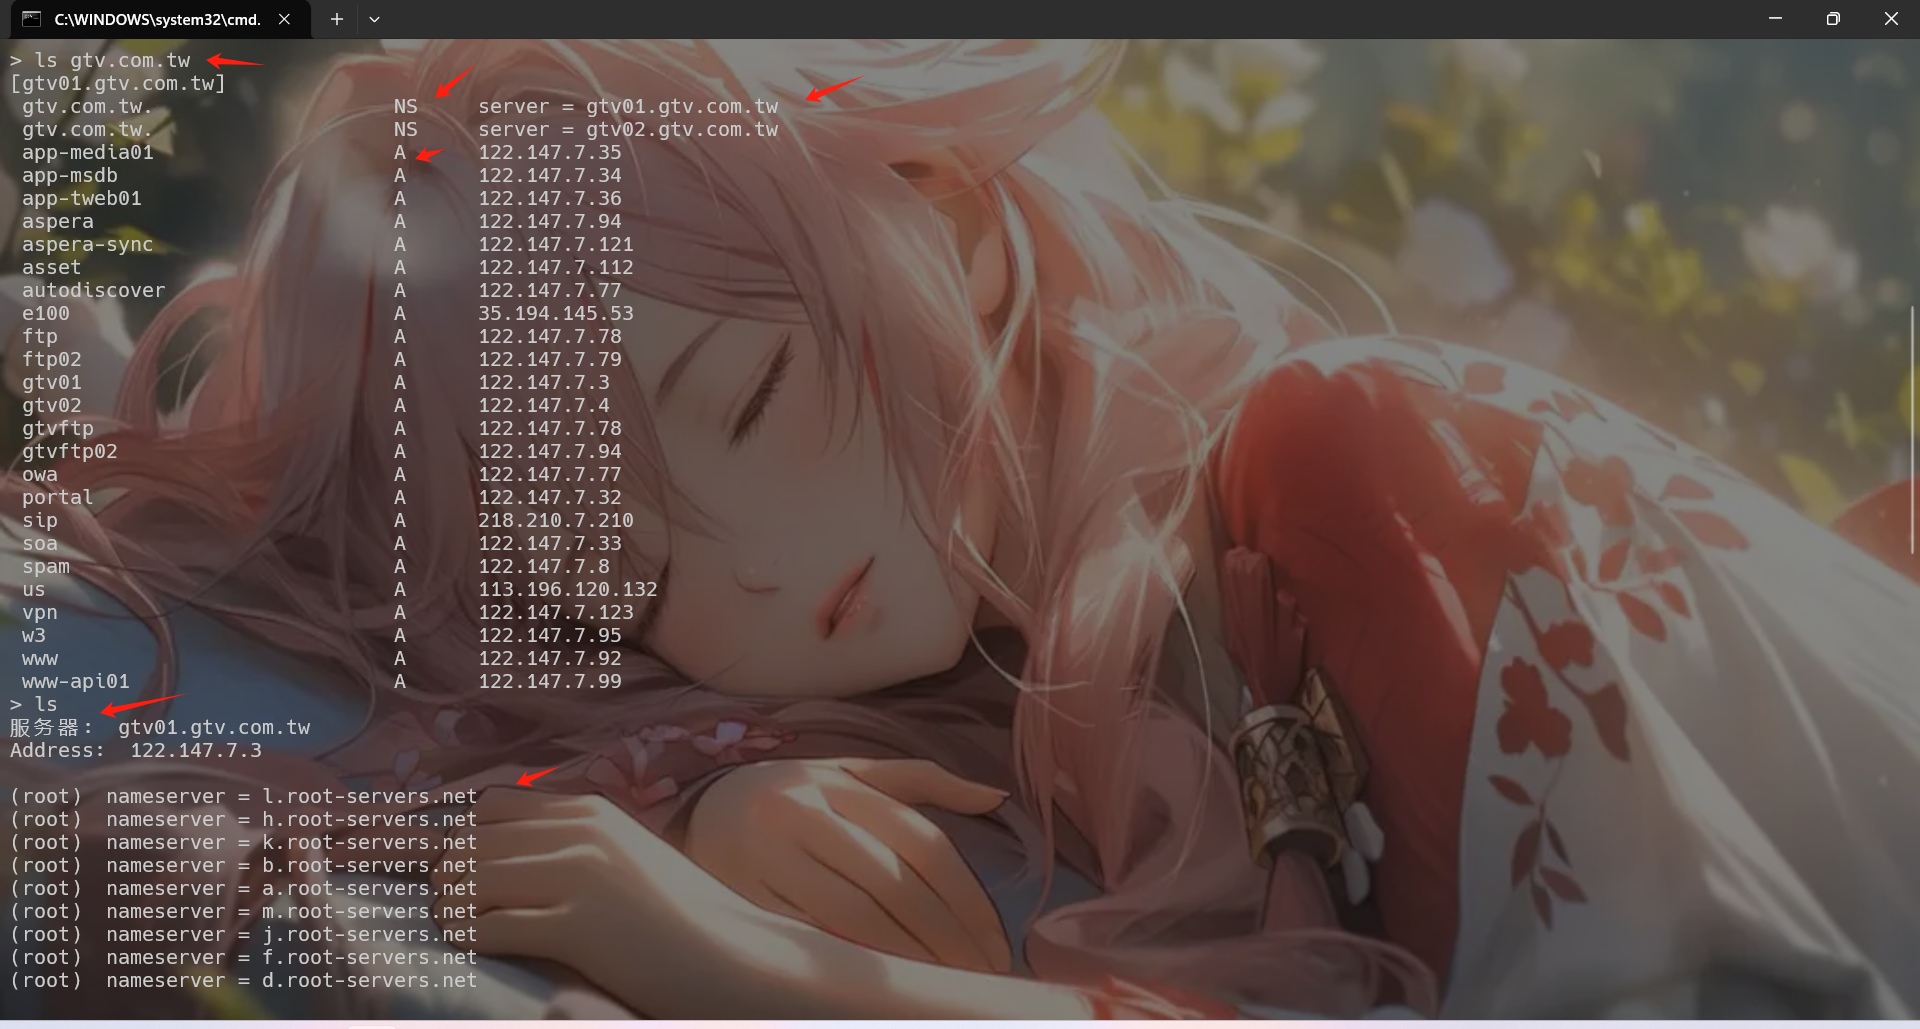 C:\WINDOWS\system32\cmd.
> ls gtv.com.tw
[gtv01.gtv.com.tw]
gtv.com.tw. NS server = gtv01.gtv.com.tw
gtv.com.tw. NS server = gtv02.gtv.com.tw
app-media01 A 122.147.7.35
app-msdb A 122.147.7.34
app-tweb01 A 122.147.7.36
aspera A 122.147.7.94
aspera-sync A 122.147.7.121
asset A 122.147.7.112
autodiscover A 122.147.7.77
e100 A 35.194.145.53
ftp A 122.147.7.78
ftp02 A 122.147.7.79
gtv01 A 122.147.7.3
gtv02 A 122.147.7.4
gtvftp A 122.147.7.78
gtvftp02 A 122.147.7.94
owa A 122.147.7.77
portal A 122.147.7.32
sip A 218.210.7.210
soa A 122.147.7.33
spam A 122.147.7.8
us A 113.196.120.132
vpn A 122.147.7.123
w3 A 122.147.7.95
www A 122.147.7.92
www-api01 A 122.147.7.99
> ls
服务器:  gtv01.gtv.com.tw
Address:  122.147.7.3
(root)  nameserver = l.root-servers.net
(root)  nameserver = h.root-servers.net
(root)  nameserver = k.root-servers.net
(root)  nameserver = b.root-servers.net
(root)  nameserver = a.root-servers.net
(root)  nameserver = m.root-servers.net
(root)  nameserver = j.root-servers.net
(root)  nameserver = f.root-servers.net
(root)  nameserver = d.root-servers.net